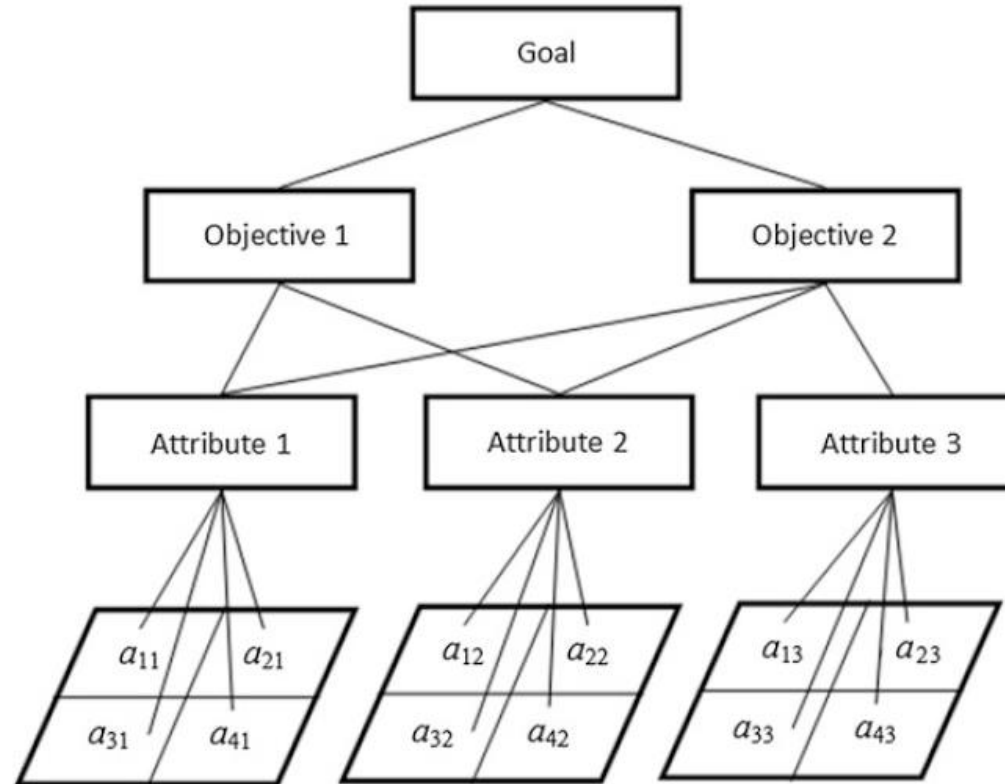 Goal
Objective 1
Objective 2
Attribute 1
Attribute 2
Attribute 3
a₁₁
a₂₁
a₁₂
a₂₂
a₁₃
a₂₃
a₃₁
a₄₁
a₃₂
a₄₂
a₃₃
a₄₃